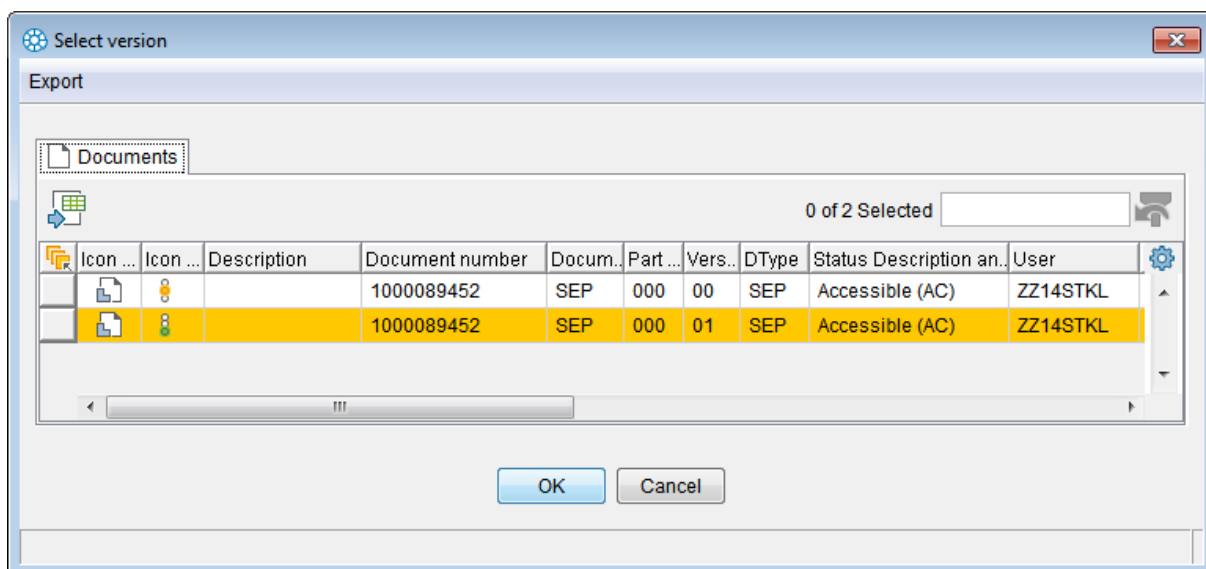 Select version
Export
Documents
0 of 2 Selected
Icon ... Icon ... Description Document number Docum.. Part ... Vers.. DType Status Description an.. User
1000089452 SEP 000 00 SEP Accessible (AC) ZZ14STKL
1000089452 SEP 000 01 SEP Accessible (AC) ZZ14STKL
OK Cancel